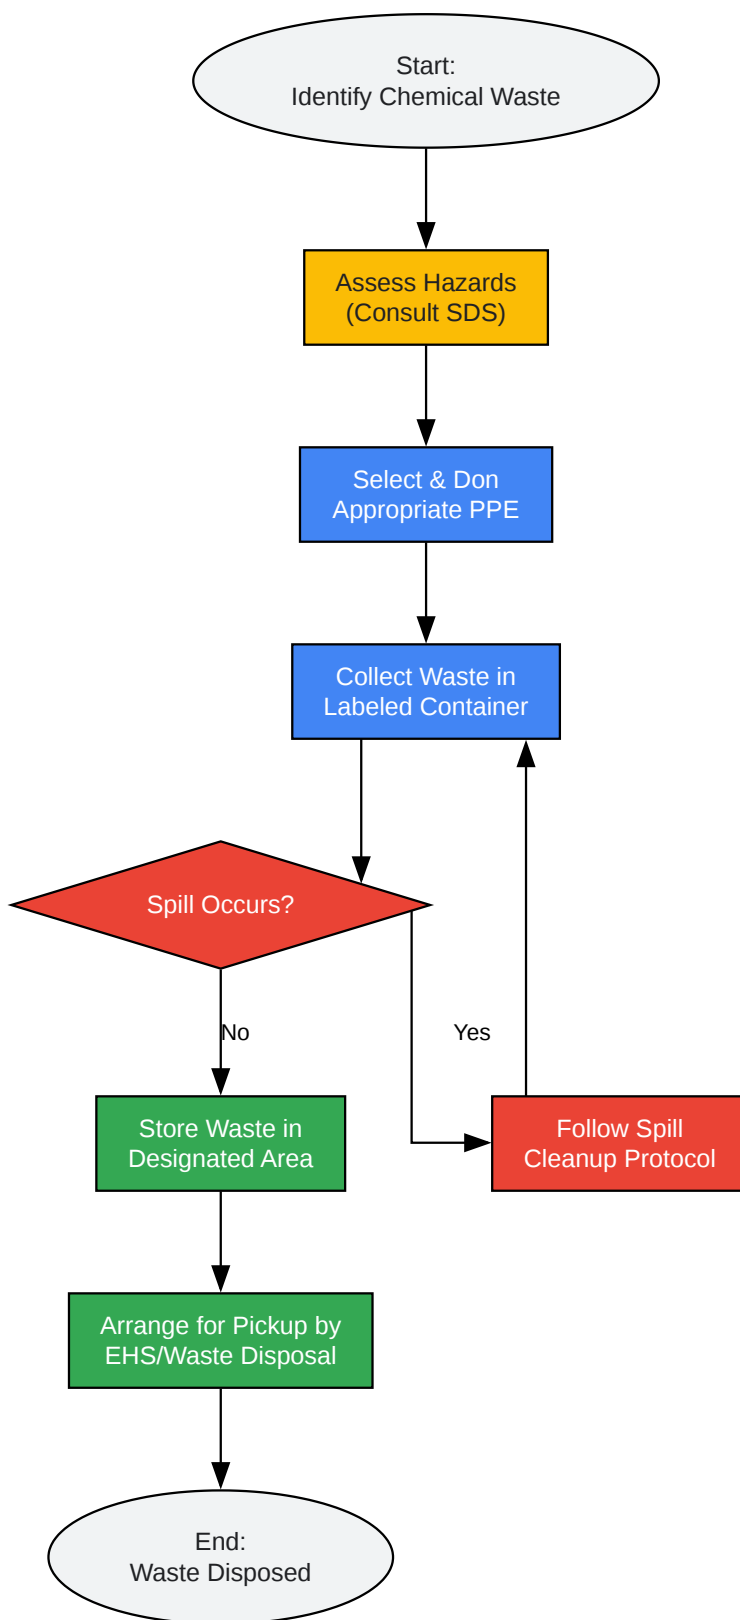 Start:
Identify Chemical Waste
Assess Hazards
(Consult SDS)
Select & Don
Appropriate PPE
Collect Waste in
Labeled Container
Spill Occurs?
No
Yes
Store Waste in
Designated Area
Follow Spill
Cleanup Protocol
Arrange for Pickup by
EHS/Waste Disposal
End:
Waste Disposed